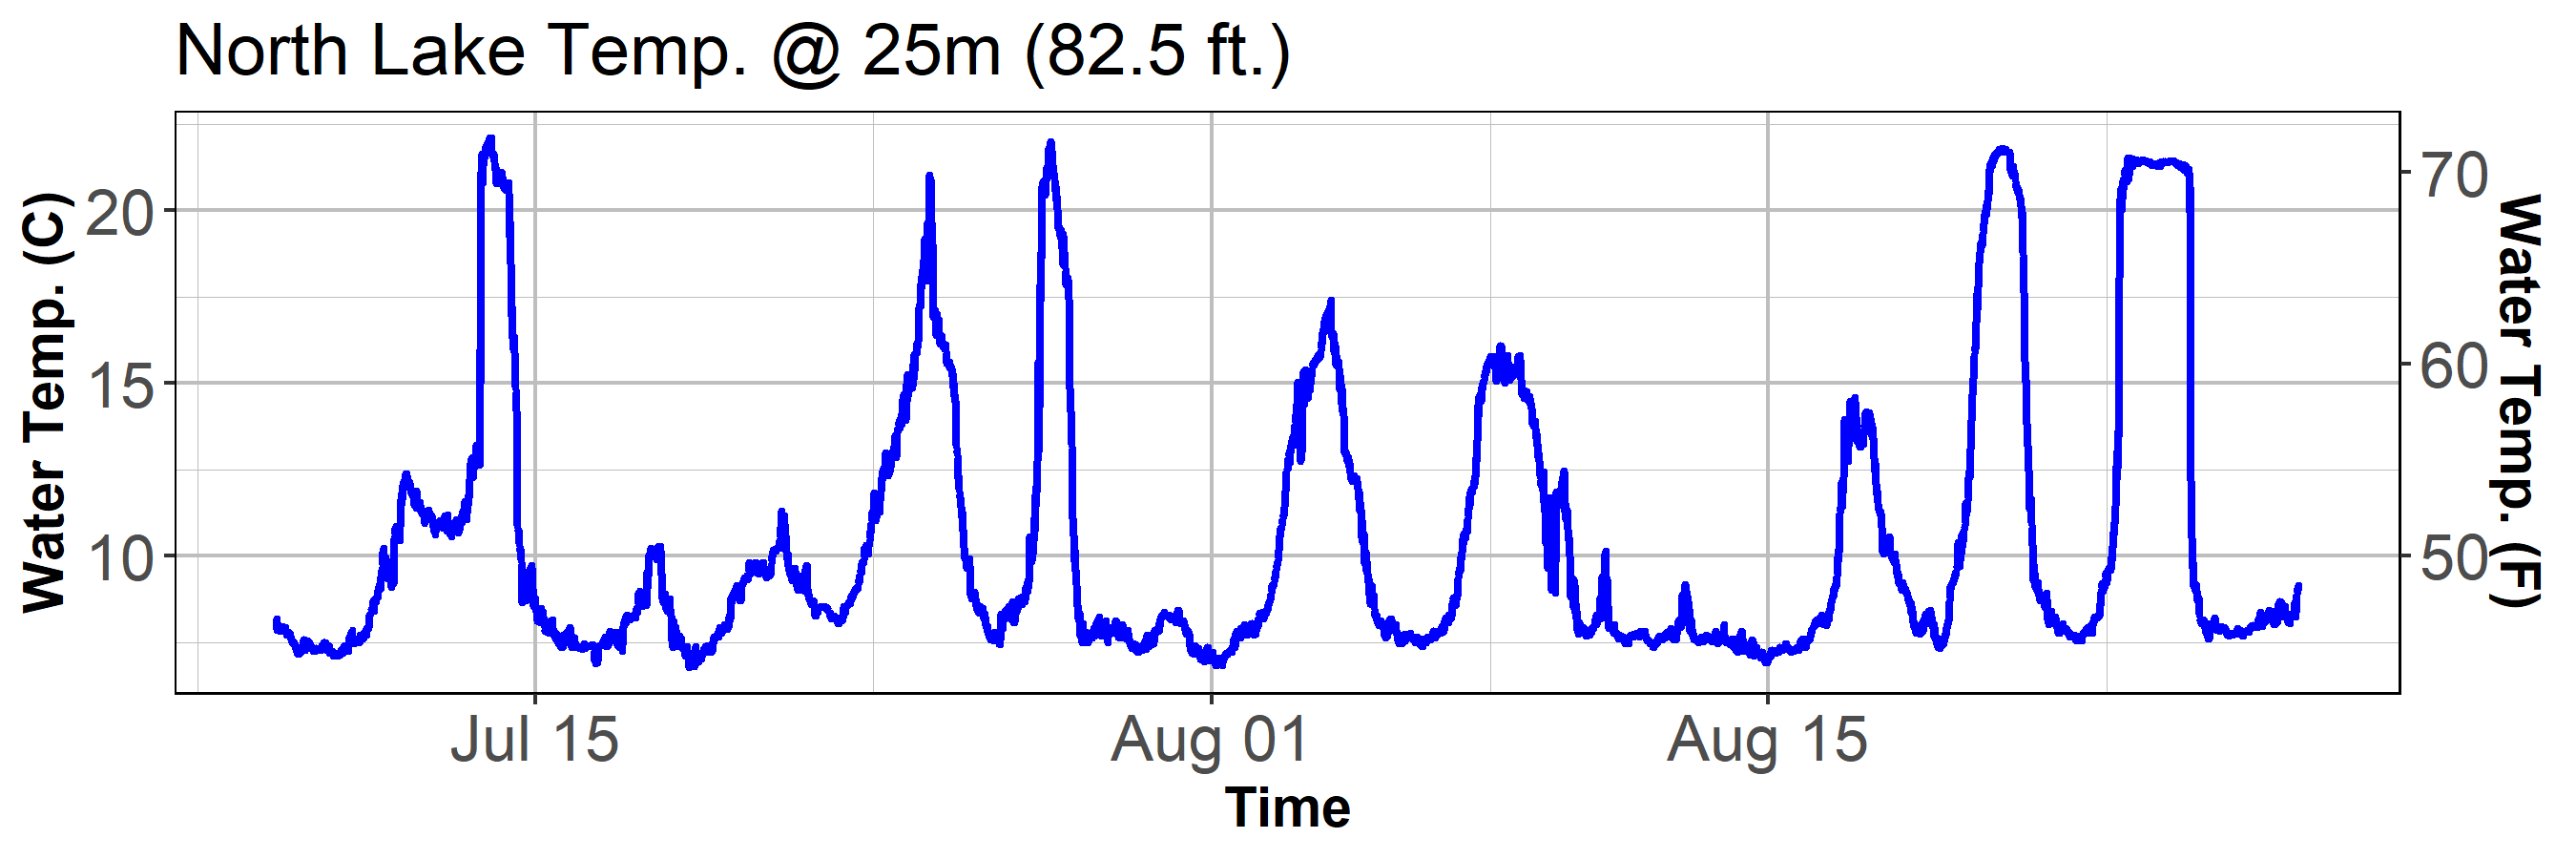 North Lake Temp. @ 25m (82.5 ft.)
Water Temp. (C)
20
15
10
70
60
50
Water Temp. (F)
Jul 15
Aug 01
Aug 15
Time